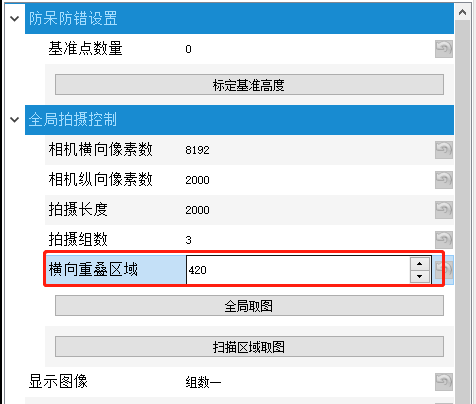 防呆防错设置
基准点数量 0
标定基准高度
全局拍摄控制
相机横向像素数 8192
相机纵向像素数 2000
拍摄长度 2000
拍摄组数 3
横向重叠区域 420
全局取图
扫描区域取图
显示图像 组数一